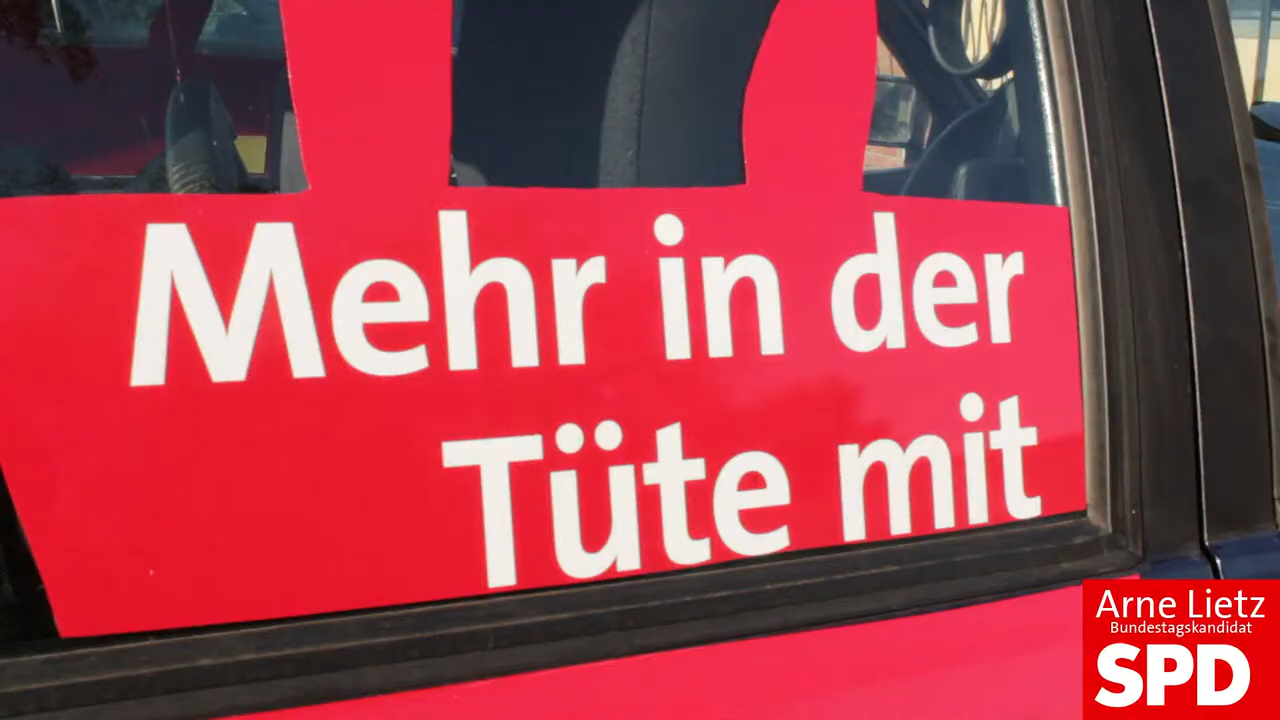 Mehr in der
Tüte mit
Arne Lietz
Bundestagskandidat
SPD